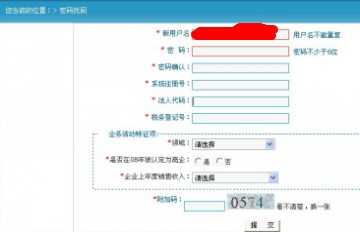 您当前的位置：> 密码找回
*新用户名 用户名不能重复
*密 码： 密码不少于6位
*密码确认：
*系统注册号：
*法人代码：
*税务登记号：
业务活动特征项：
*领域： 请选择
*是否在08年被认定为高企： 是 否
*企业上年度销售收入： 请选择
*附加码： 0574 看不清楚，换一张
提 交